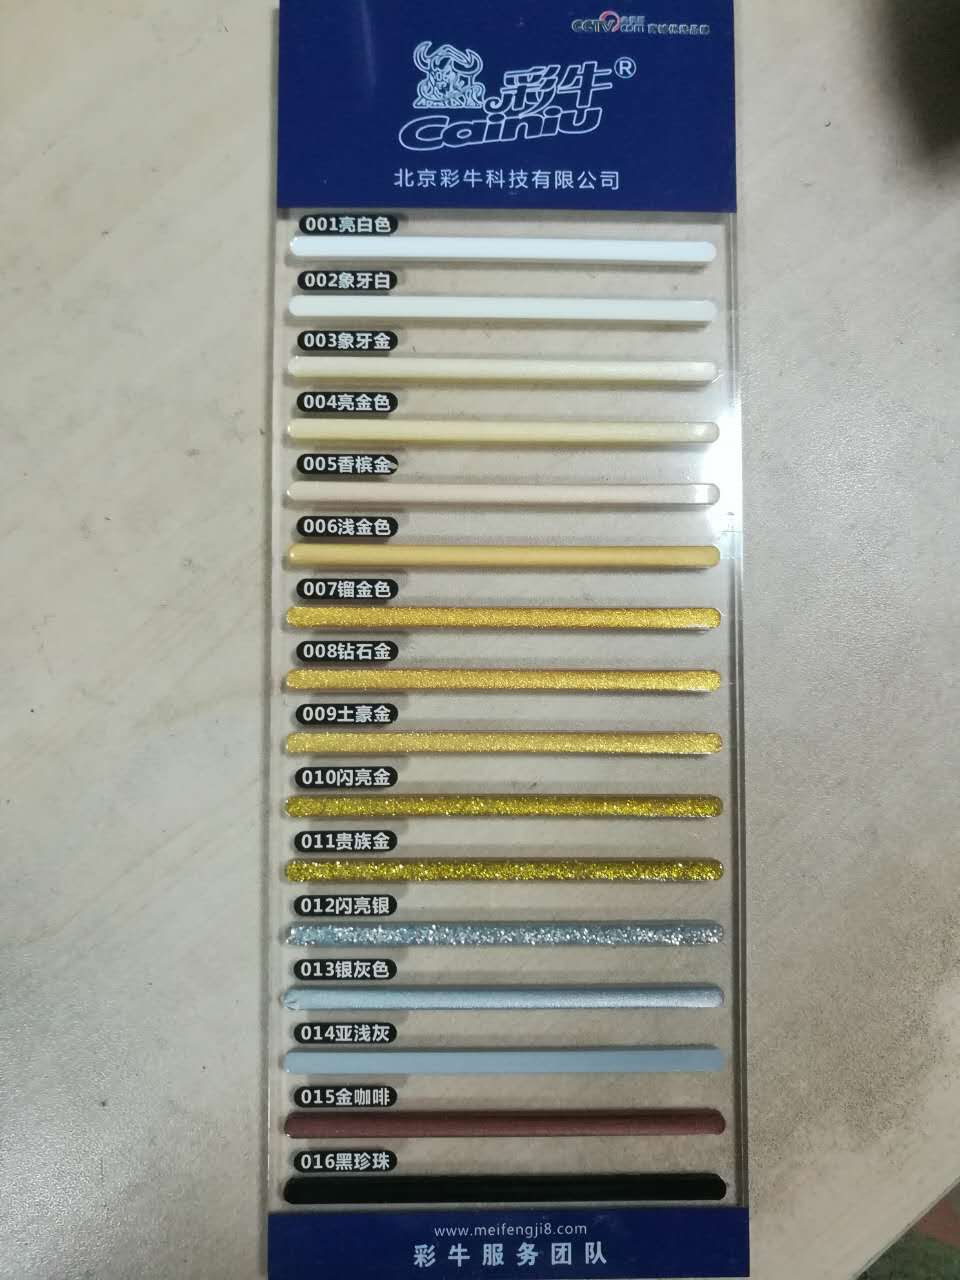 CCTV.com
彩牛®
Cainiu
北京彩牛科技有限公司
001亮白色
002象牙白
003象牙金
004亮金色
005香槟金
006浅金色
007镏金色
008钻石金
009土豪金
010闪亮金
011贵族金
012闪亮银
013银灰色
014亚浅灰
015金咖啡
016黑珍珠
www.meifengji8.com
彩牛服务团队